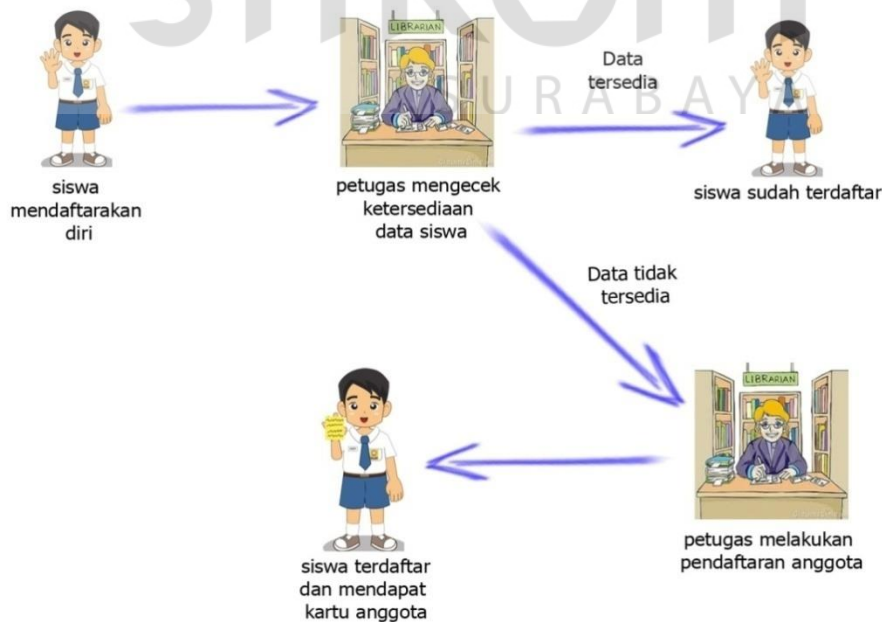 LIBRARIAN
Data
tersedia
SURABAYA
siswa
mendaftarakan
diri
petugas mengecek
ketersediaan
data siswa
siswa sudah terdaftar
Data tidak
tersedia
LIBRARIAN
siswa terdaftar
dan mendapat
kartu anggota
petugas melakukan
pendaftaran anggota